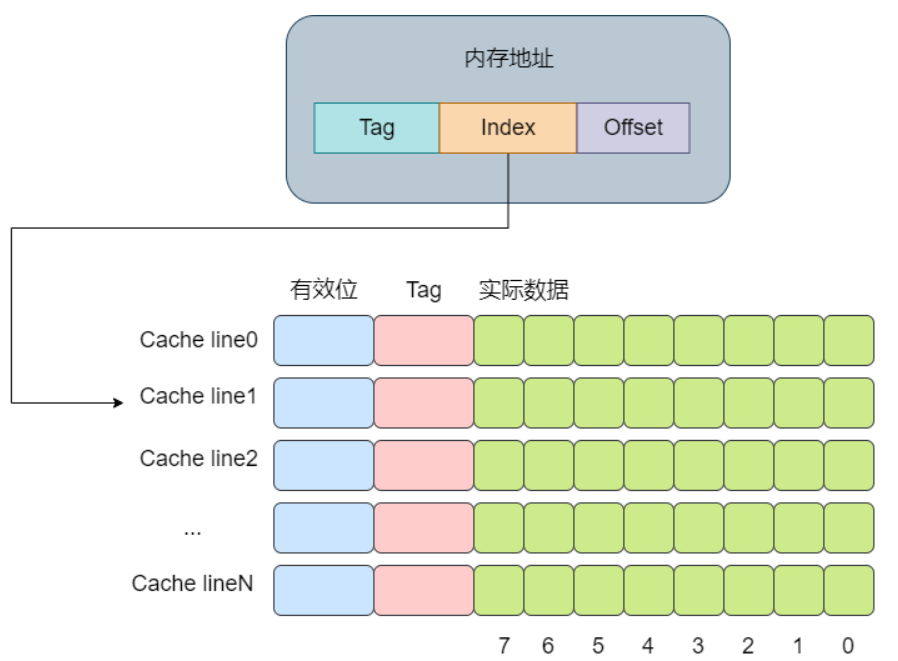 内存地址
Tag Index Offset
有效位 Tag 实际数据
Cache line0
Cache line1
Cache line2
...
Cache lineN
7 6 5 4 3 2 1 0